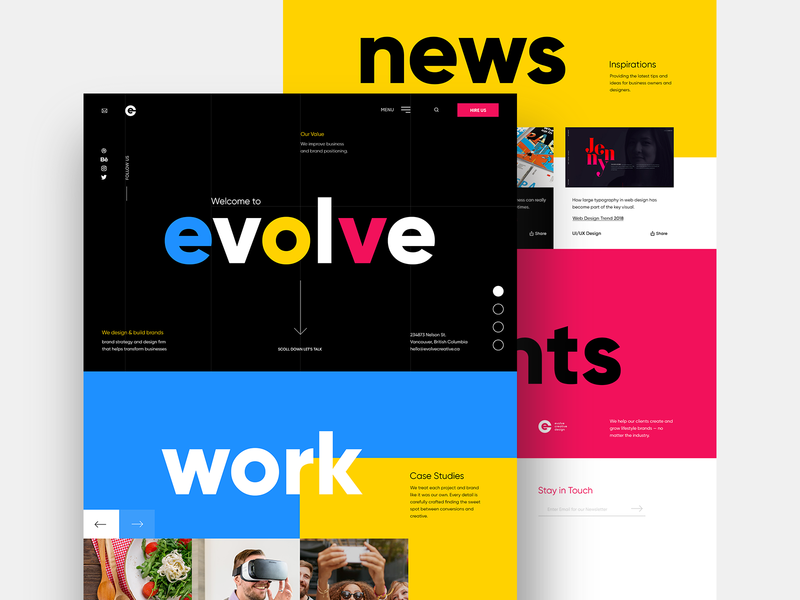 news
Inspirations
Providing the latest tips and
ideas for business owners and
designers.
MENU
HIRE US
Our Value
We improve business
and brand positioning.
FOLLOW US
Welcome to
evolve
We design & build brands
brand strategy and design firm
that helps transform businesses
SCOLL DOWN LET'S TALK
234873 Nelson St.
Vancouver, British Columbia
hello@evolvecreative.co
Jen
ny
ess can really
times.
Share
How large typography in web design has
become part of the key visual.
Web Design Trend 2018
UI/UX Design
Share
nts
evolve
creative
design
We help our clients create and
grow lifestyle brands — no
matter the industry.
work
Case Studies
We treat each project and brand
like it was our own. Every detail is
carefully crafted finding the sweet
spot between conversions and
creative.
Stay in Touch